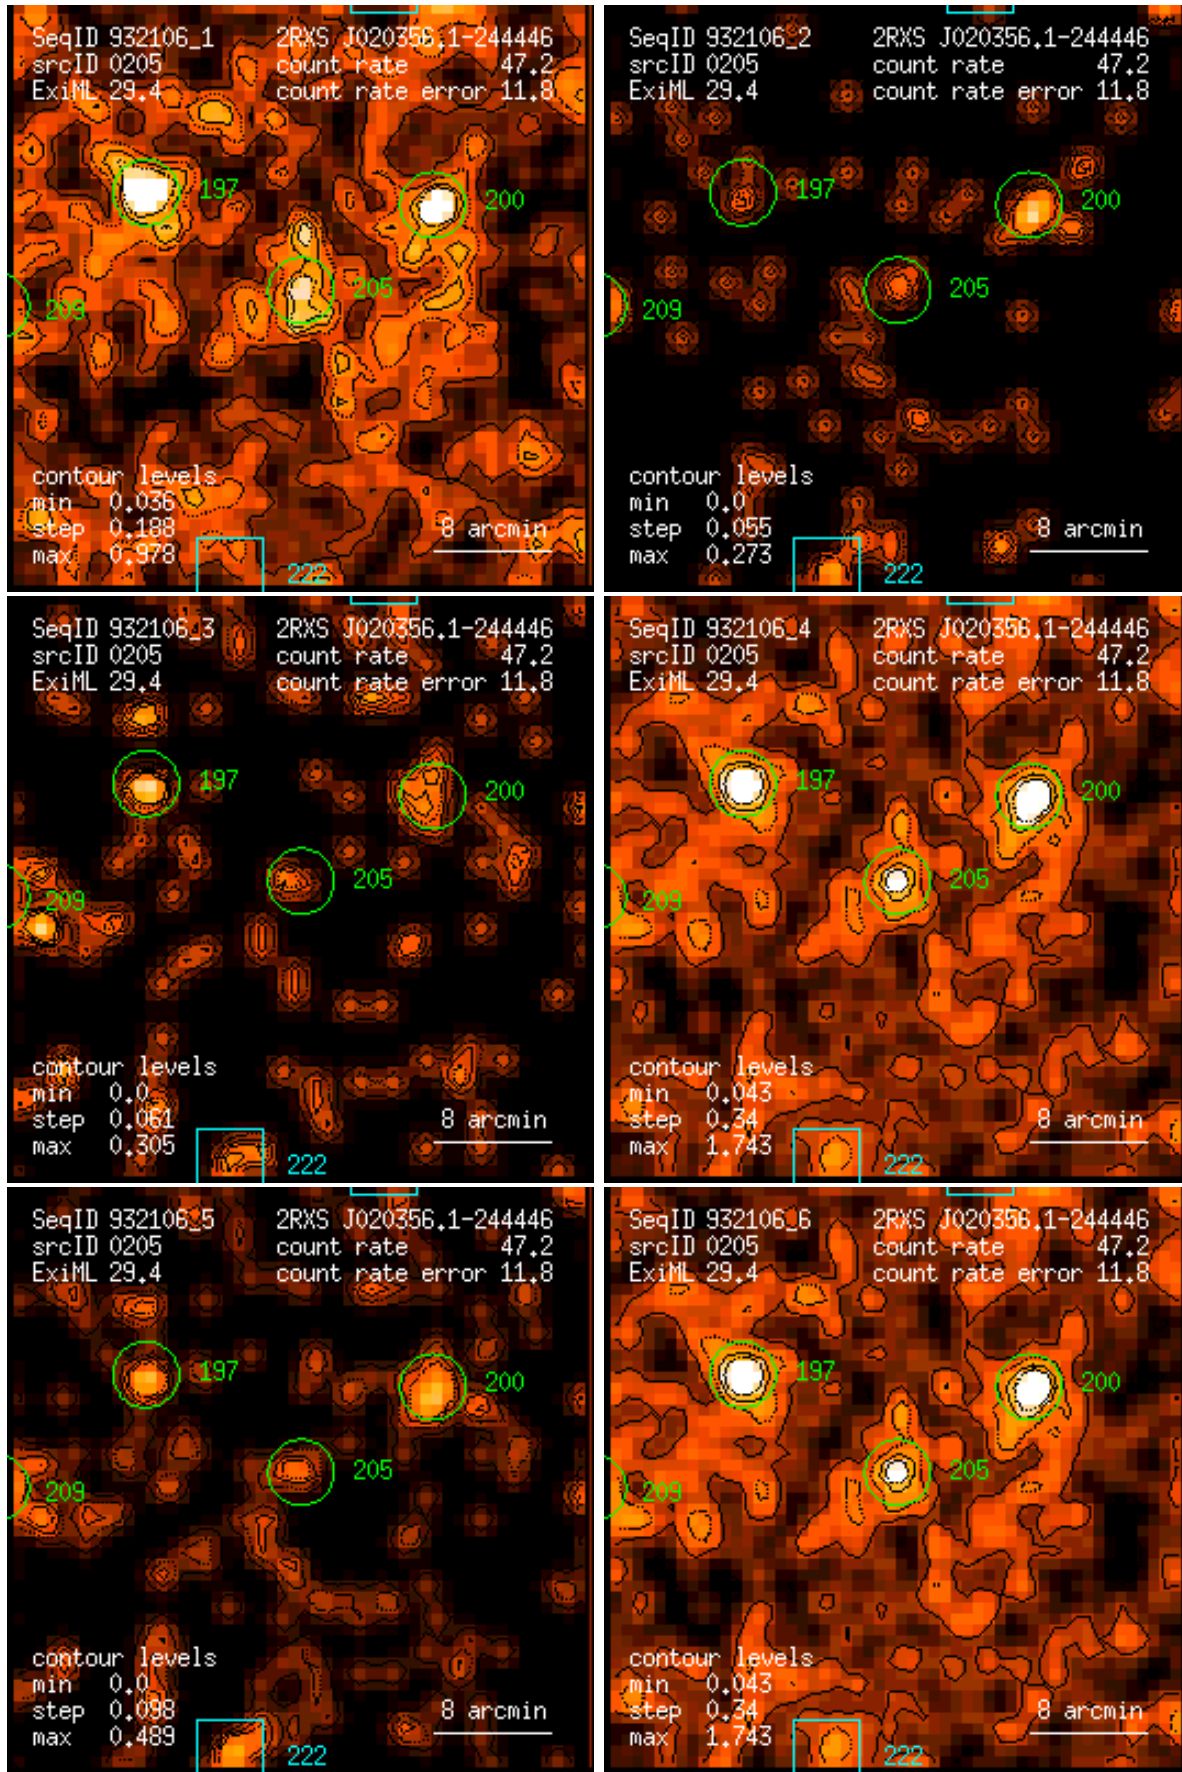 SeqID 932106_1 2RXS J020356.1-244446
srcID 0205 count rate 47.2
ExiML 29.4 count rate error 11.8
197
200
205
209
contour levels
min 0.036
step 0.188
max 0.978
8 arcmin
222
SeqID 932106_2 2RXS J020356.1-244446
srcID 0205 count rate 47.2
ExiML 29.4 count rate error 11.8
197
200
205
209
contour levels
min 0.0
step 0.055
max 0.273
8 arcmin
222
SeqID 932106_3 2RXS J020356.1-244446
srcID 0205 count rate 47.2
ExiML 29.4 count rate error 11.8
197
200
205
209
contour levels
min 0.0
step 0.061
max 0.305
8 arcmin
222
SeqID 932106_4 2RXS J020356.1-244446
srcID 0205 count rate 47.2
ExiML 29.4 count rate error 11.8
197
200
205
209
contour levels
min 0.043
step 0.34
max 1.743
8 arcmin
222
SeqID 932106_5 2RXS J020356.1-244446
srcID 0205 count rate 47.2
ExiML 29.4 count rate error 11.8
197
200
205
209
contour levels
min 0.0
step 0.098
max 0.489
8 arcmin
222
SeqID 932106_6 2RXS J020356.1-244446
srcID 0205 count rate 47.2
ExiML 29.4 count rate error 11.8
197
200
205
209
contour levels
min 0.043
step 0.34
max 1.743
8 arcmin
222